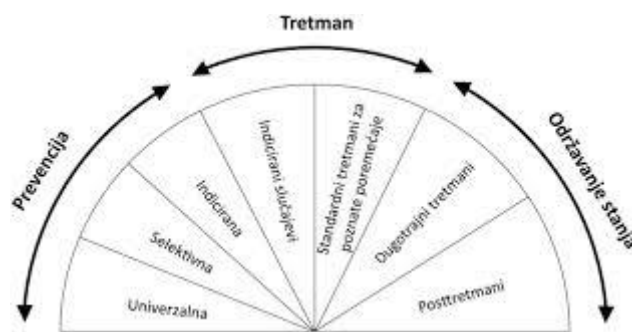 Tretman
Prevencija
Održavanje stanja
Univerzalna
Selektivna
Indicirana
Indicirani slučajevi
Standardni tretmani za
poznate poremećaje
Dugotrajni tretmani
Posttretmani